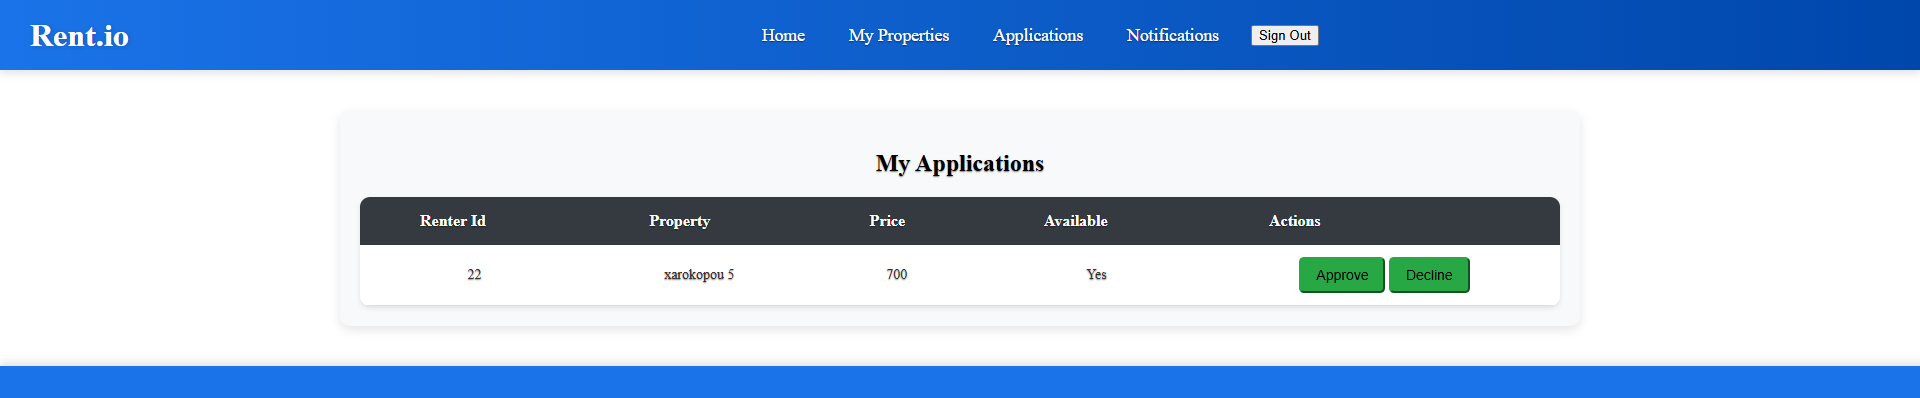 Rent.io Home My Properties Applications Notifications Sign Out
My Applications
Renter Id Property Price Available Actions
22 xarokopou 5 700 Yes Approve Decline